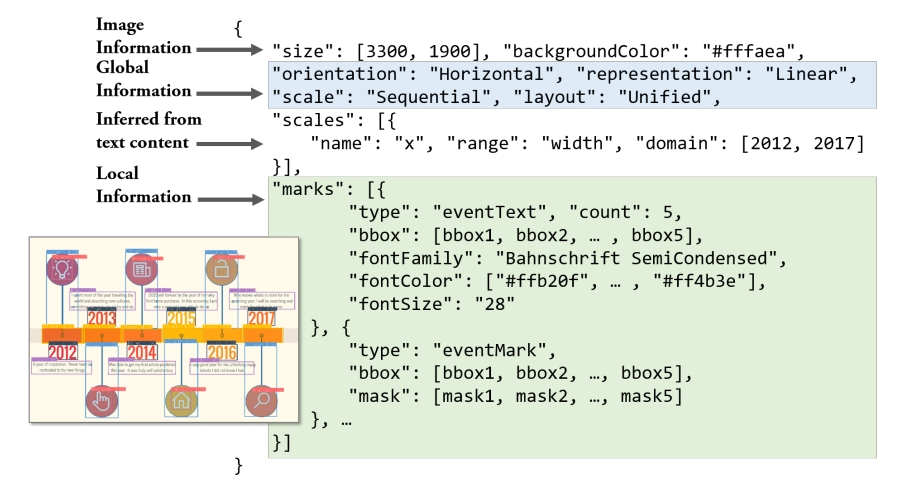 Image
Information
Global
Information
Inferred from
text content
Local
Information
{
"size": [3300, 1900], "backgroundColor": "#fffaea",
"orientation": "Horizontal", "representation": "Linear",
"scale": "Sequential", "layout": "Unified",
"scales": [{
"name": "x", "range": "width", "domain": [2012, 2017]
}],
"marks": [{
"type": "eventText", "count": 5,
"bbox": [bbox1, bbox2, … , bbox5],
"fontFamily": "Bahnschrift SemiCondensed",
"fontColor": ["#ffb20f", … , "#ff4b3e"],
"fontSize": "28"
}, {
"type": "eventMark",
"bbox": [bbox1, bbox2, …, bbox5],
"mask": [mask1, mask2, …, mask5]
}, …
}]
}
2013
2015
2017
2012
2014
2016